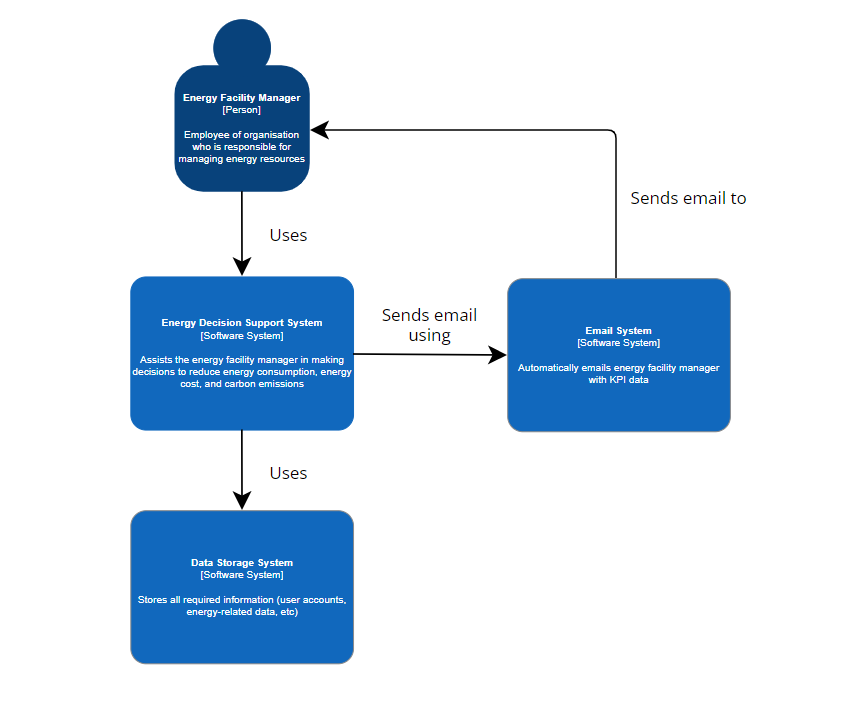 Energy Facility Manager
[Person]
Employee of organisation
who is responsible for
managing energy resources
Sends email to
Uses
Energy Decision Support System
[Software System]
Assists the energy facility manager in making
decisions to reduce energy consumption, energy
cost, and carbon emissions
Sends email
using
Email System
[Software System]
Automatically emails energy facility manager
with KPI data
Uses
Data Storage System
[Software System]
Stores all required information (user accounts,
energy-related data, etc)